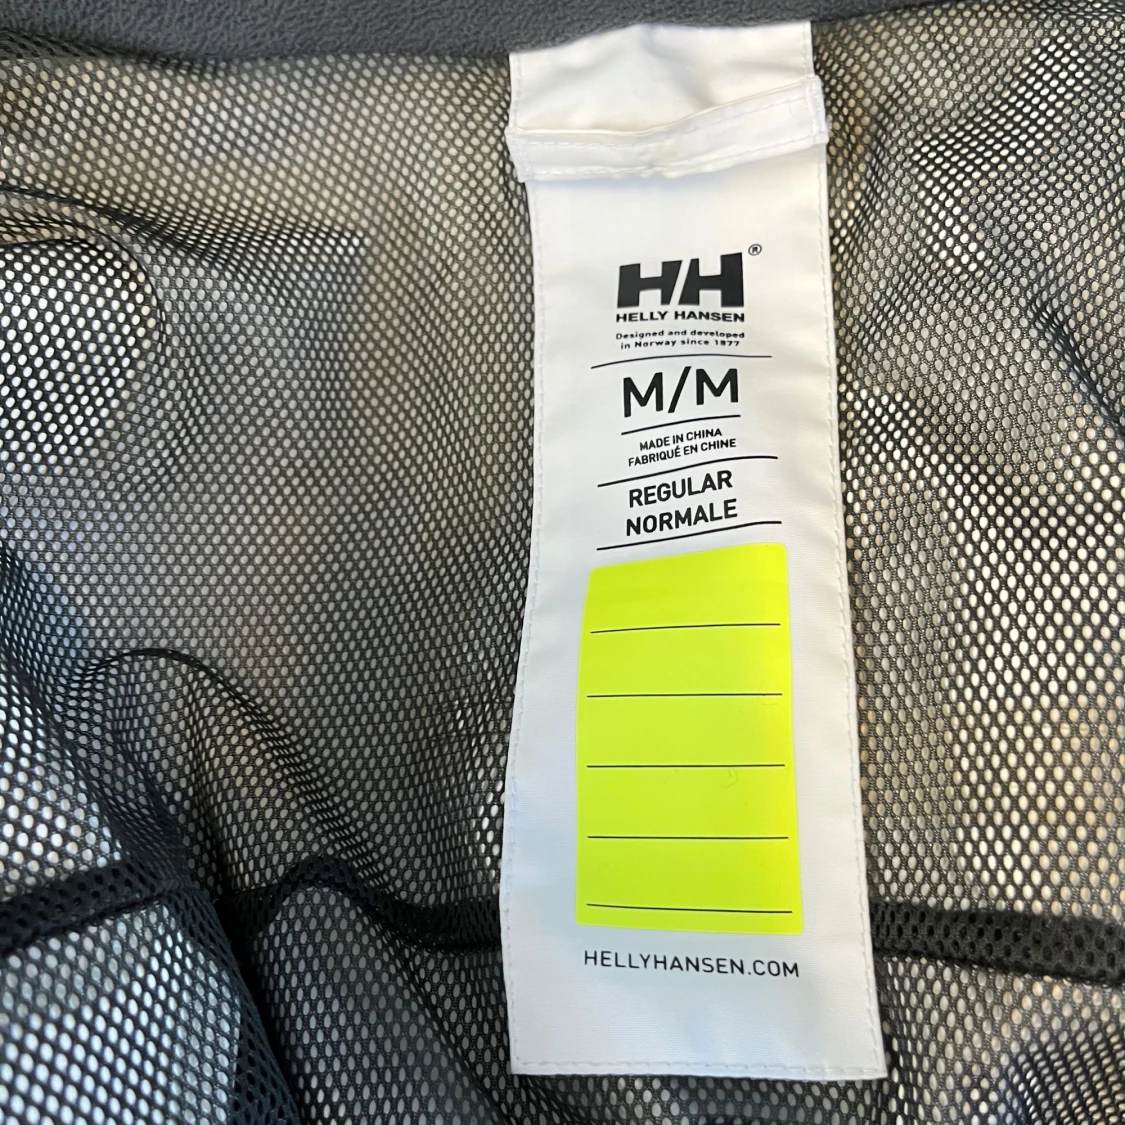 HH®
HELLY HANSEN
Designed and developed
in Norway since 1877
M/M
MADE IN CHINA
FABRIQUÉ EN CHINE
REGULAR
NORMALE
HELLYHANSEN.COM